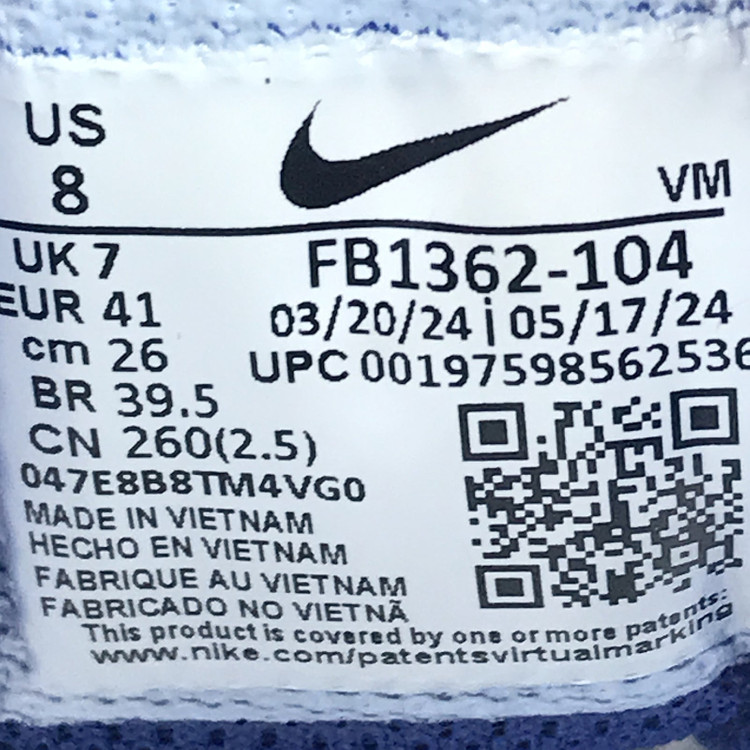 US
8
VM
UK 7
FB1362-104
EUR 41
03/20/24 | 05/17/24
cm 26
UPC 00197598562536
BR 39.5
CN 260(2.5)
047E8B8TM4VG0
MADE IN VIETNAM
HECHO EN VIETNAM
FABRIQUE AU VIETNAM
FABRICADO NO VIETNÃ
This product is covered by one or more patents:
www.nike.com/patentsvirtualmarking